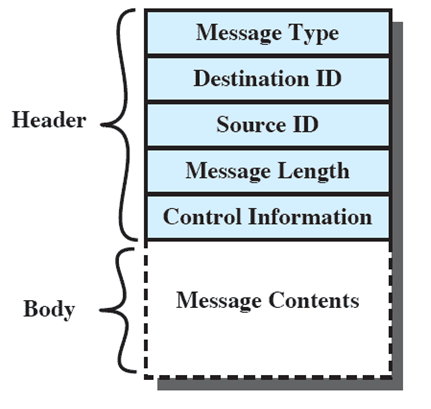 Message Type
Destination ID
Header
Source ID
Message Length
Control Information
Body
Message Contents